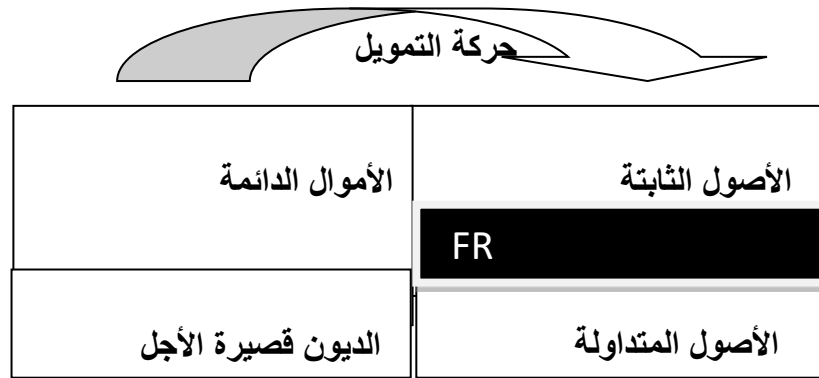 حركة التمويل
الأصول الثابتة
الأموال الدائمة
FR
الأصول المتداولة
الديون قصيرة الأجل